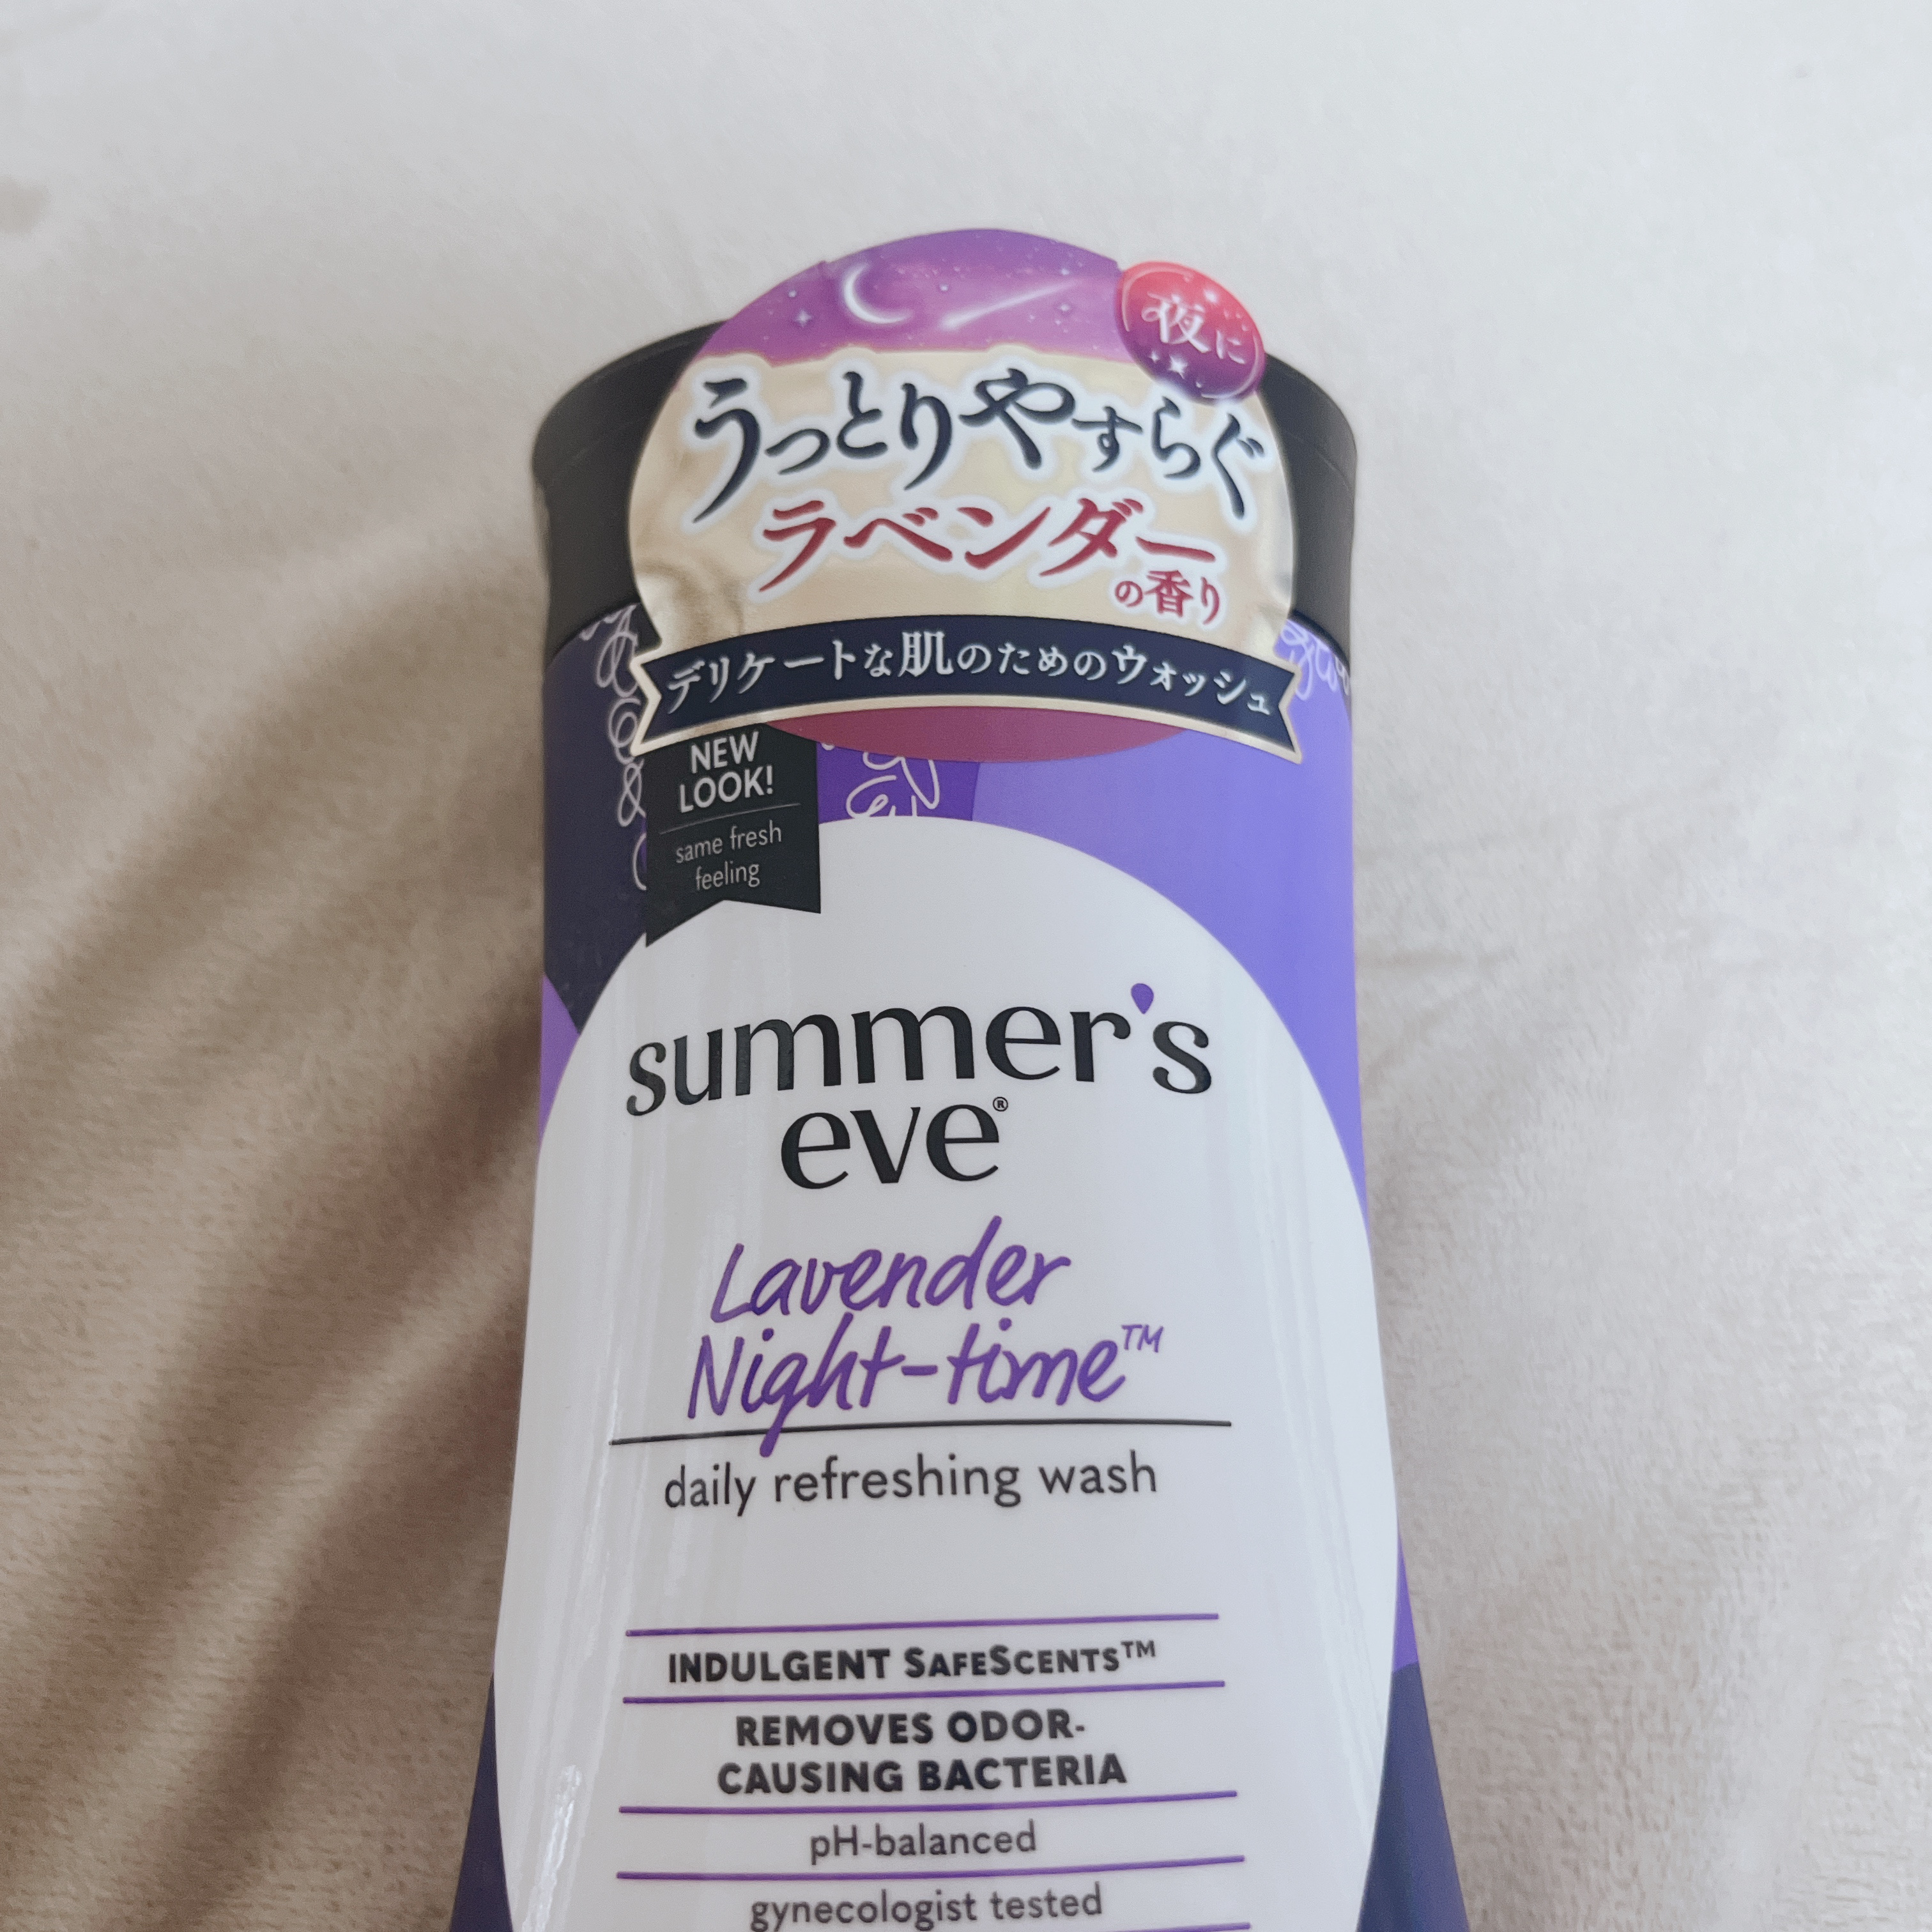 夜に
うっとりやすらぐ
ラベンダー
の香り
デリケートな肌のためのウォッシュ
NEW
LOOK!
same fresh
feeling
summer's
eve®
Lavender
Night-time™
daily refreshing wash
INDULGENT SAFESCENTS™
REMOVES ODOR-
CAUSING BACTERIA
pH-balanced
gynecologist tested